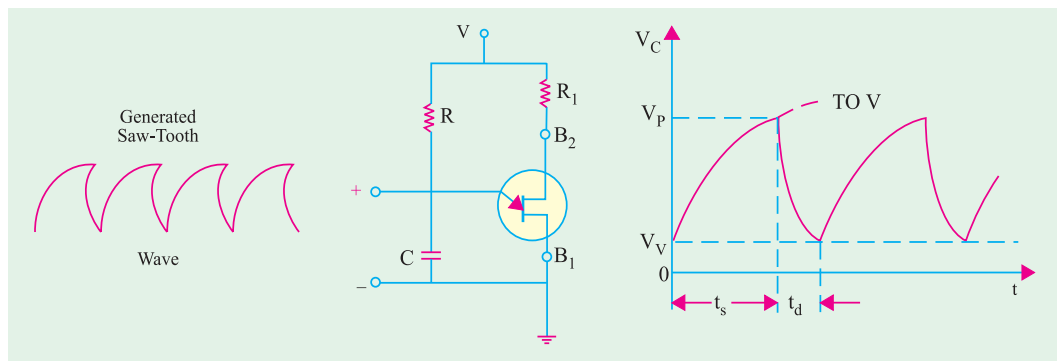 Generated
Saw-Tooth
Wave
V
R
R1
B2
+
C
B1
–
VC
VP
TO V
VV
0
t
ts
td